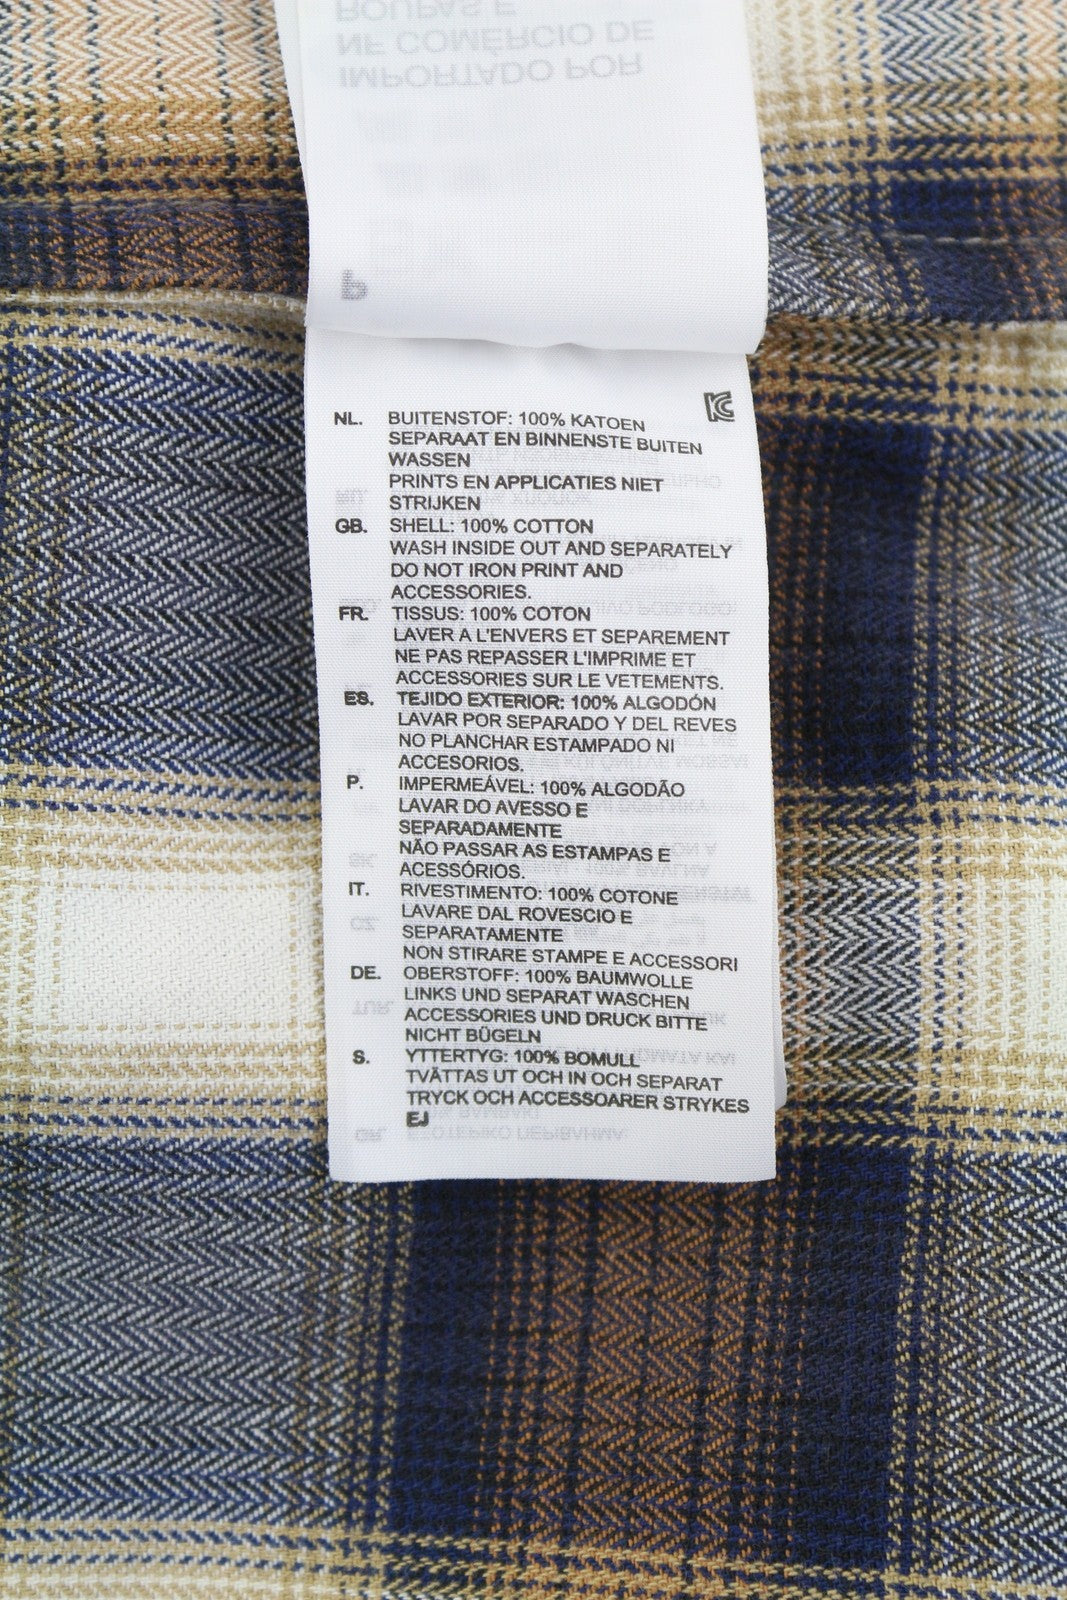 NL. BUITENSTOF: 100% KATOEN
SEPARAAT EN BINNENSTE BUITEN
WASSEN
PRINTS EN APPLICATIES NIET
STRIJKEN
GB. SHELL: 100% COTTON
WASH INSIDE OUT AND SEPARATELY
DO NOT IRON PRINT AND
ACCESSORIES.
FR. TISSUS: 100% COTON
LAVER A L'ENVERS ET SEPAREMENT
NE PAS REPASSER L'IMPRIME ET
ACCESSORIES SUR LE VETEMENTS.
ES. TEJIDO EXTERIOR: 100% ALGODÓN
LAVAR POR SEPARADO Y DEL REVES
NO PLANCHAR ESTAMPADO NI
ACCESORIOS.
P. IMPERMEÁVEL: 100% ALGODÃO
LAVAR DO AVESSO E
SEPARADAMENTE
NÃO PASSAR AS ESTAMPAS E
ACESSÓRIOS.
IT. RIVESTIMENTO: 100% COTONE
LAVARE DAL ROVESCIO E
SEPARATAMENTE
NON STIRARE STAMPE E ACCESSORI
DE. OBERSTOFF: 100% BAUMWOLLE
LINKS UND SEPARAT WASCHEN
ACCESSORIES UND DRUCK BITTE
NICHT BÜGELN
S. YTTERTYG: 100% BOMULL
TVÄTTAS UT OCH IN OCH SEPARAT
TRYCK OCH ACCESSOARER STRYKES
EJ
IMPORTADO POR
NF COMÉRCIO DE
ROUPAS E